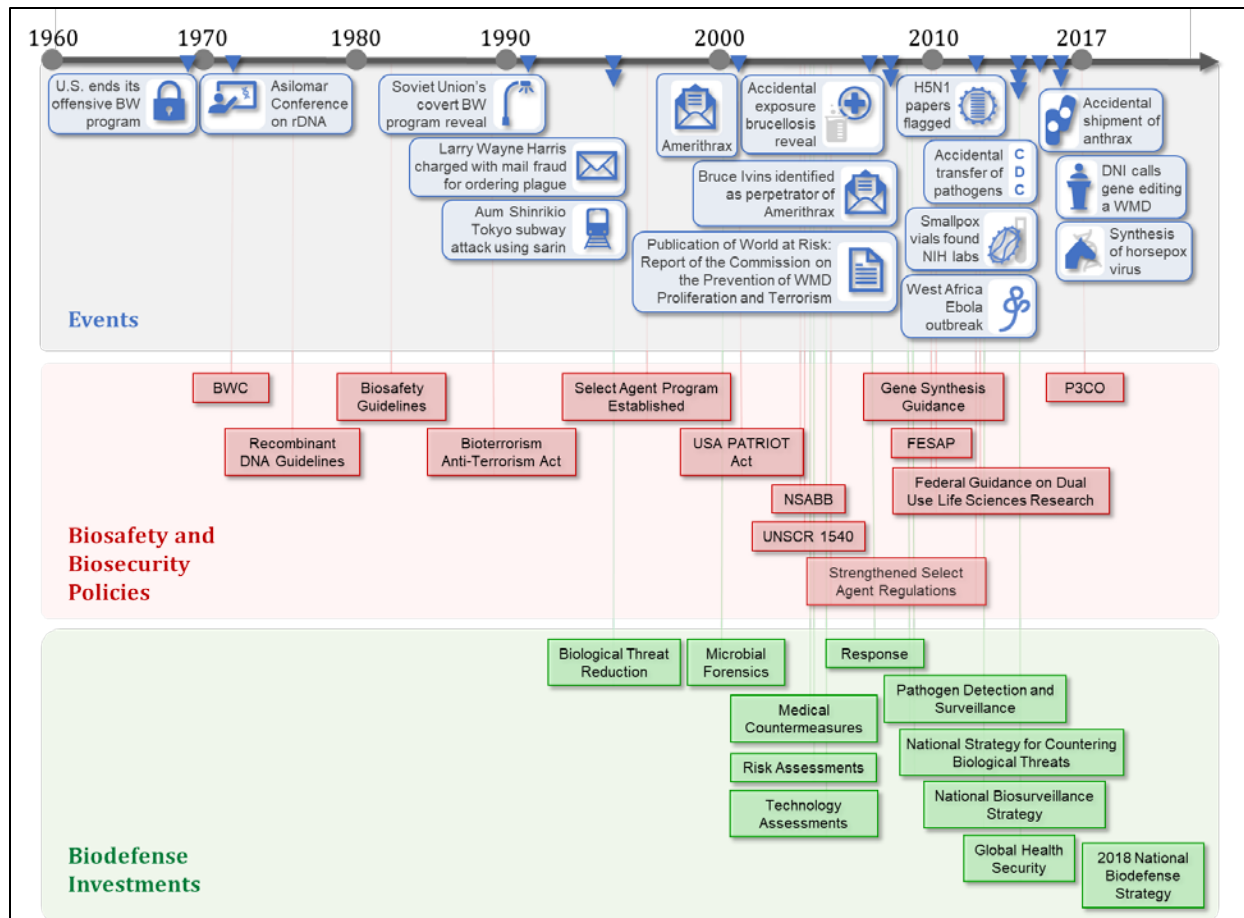 1960
1970
1980
1990
2000
2010
2017
U.S. ends its
offensive BW
program
Asilomar
Conference
on rDNA
Soviet Union's
covert BW
program reveal
Larry Wayne Harris
charged with mail fraud
for ordering plague
Aum Shinrikio
Tokyo subway
attack using sarin
Amerithrax
Accidental
exposure
brucellosis
reveal
Bruce Ivins identified
as perpetrator of
Amerithrax
Publication of World at Risk:
Report of the Commission on
the Prevention of WMD
Proliferation and Terrorism
H5N1
papers
flagged
Accidental
transfer of
pathogens
C
D
C
Smallpox
vials found
NIH labs
West Africa
Ebola
outbreak
Accidental
shipment of
anthrax
DNI calls
gene editing
a WMD
Synthesis
of horsepox
virus
Events
BWC
Biosafety
Guidelines
Select Agent Program
Established
Gene Synthesis
Guidance
P3CO
Recombinant
DNA Guidelines
Bioterrorism
Anti-Terrorism Act
USA PATRIOT
Act
FESAP
NSABB
Federal Guidance on Dual
Use Life Sciences Research
UNSCR 1540
Strengthened Select
Agent Regulations
Biosafety and
Biosecurity
Policies
Biological Threat
Reduction
Microbial
Forensics
Response
Pathogen Detection and
Surveillance
Medical
Countermeasures
National Strategy for Countering
Biological Threats
Risk Assessments
Technology
Assessments
National Biosurveillance
Strategy
Global Health
Security
2018 National
Biodefense
Strategy
Biodefense
Investments